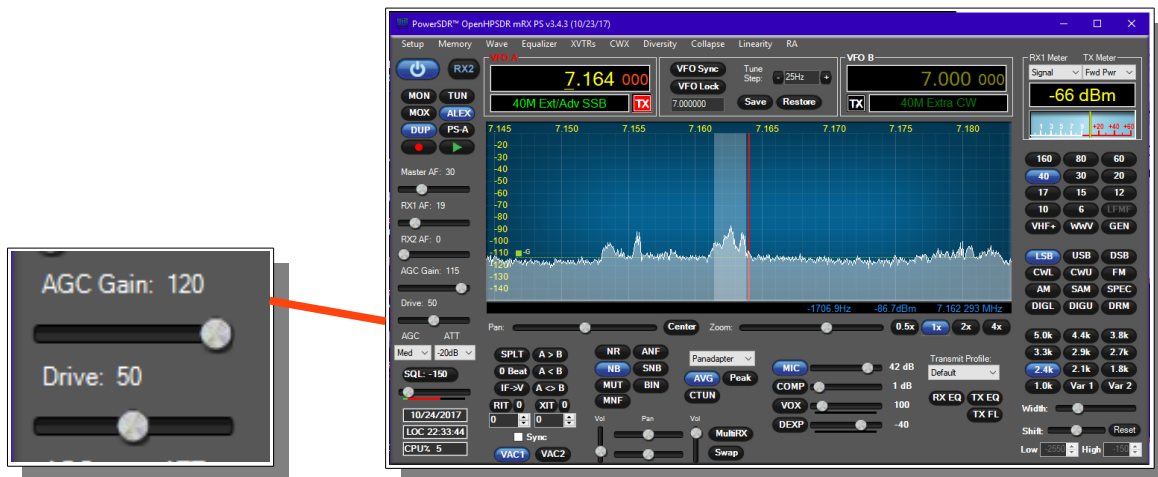 AGC Gain: 120
Drive: 50
PowerSDR™ OpenHPSDR mRX PS v3.4.3 (10/23/17)
Setup Memory Wave Equalizer XVTRs CWX Diversity Collapse Linearity RA
RX2
MON TUN
MOX ALEX
DUP PS-A
Master AF: 30
RX1 AF: 19
RX2 AF: 0
AGC Gain: 115
Drive: 50
AGC ATT
Med -20dB
SQL: -150
10/24/2017
LOC 22:33:44
CPU% 5
VFO A
7.164 000
40M Ext/Adv SSB TX
VFO Sync
VFO Lock
7.000000
Tune
Step: - 25Hz +
Save Restore
VFO B
7.000 000
TX 40M Extra CW
RX1 Meter TX Meter
Signal Fwd Pwr
-66 dBm
1 3 5 7 9 +20 +40 +60
7.145 7.150 7.155 7.160 7.165 7.170 7.175 7.180
-20
-30
-40
-50
-60
-70
-80
-90
-100
-110
-G
-120
-130
-140
-1706.9Hz -86.7dBm 7.162 293 MHz
Pan: Center Zoom: 0.5x 1x 2x 4x
SPLT A > B
0 Beat A < B
IF->V A <> B
RIT 0 XIT 0
0 0
Sync
VAC1 VAC2
NR ANF
NB SNB
MUT BIN
MNF
Vol Pan Vol
MultiRX
Swap
Panadapter
AVG Peak
CTUN
MIC 42 dB
COMP 1 dB
VOX 100
DEXP -40
Transmit Profile:
Default
RX EQ TX EQ
TX FL
160 80 60
40 30 20
17 15 12
10 6 LFMF
VHF+ WWV GEN
LSB USB DSB
CWL CWU FM
AM SAM SPEC
DIGL DIGU DRM
5.0k 4.4k 3.8k
3.3k 2.9k 2.7k
2.4k 2.1k 1.8k
1.0k Var 1 Var 2
Width:
Shift: Reset
Low -2550 High -150